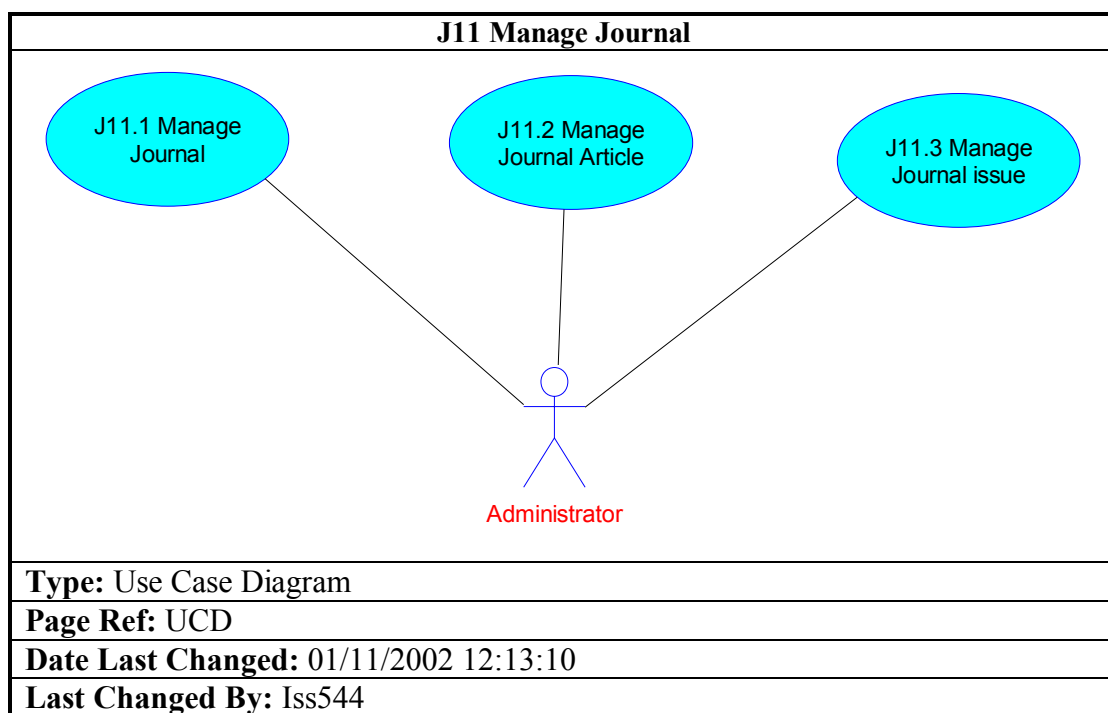 J11 Manage Journal
J11.1 Manage
Journal
J11.2 Manage
Journal Article
J11.3 Manage
Journal issue
Administrator
Type: Use Case Diagram
Page Ref: UCD
Date Last Changed: 01/11/2002 12:13:10
Last Changed By: Iss544